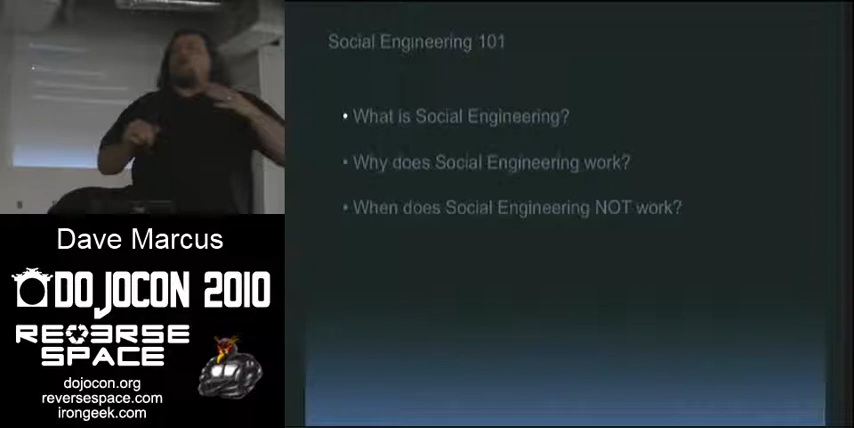 Social Engineering 101
• What is Social Engineering?
• Why does Social Engineering work?
• When does Social Engineering NOT work?
Dave Marcus
DOJOCON 2010
REVERSE
SPACE
dojocon.org
reversespace.com
irongeek.com